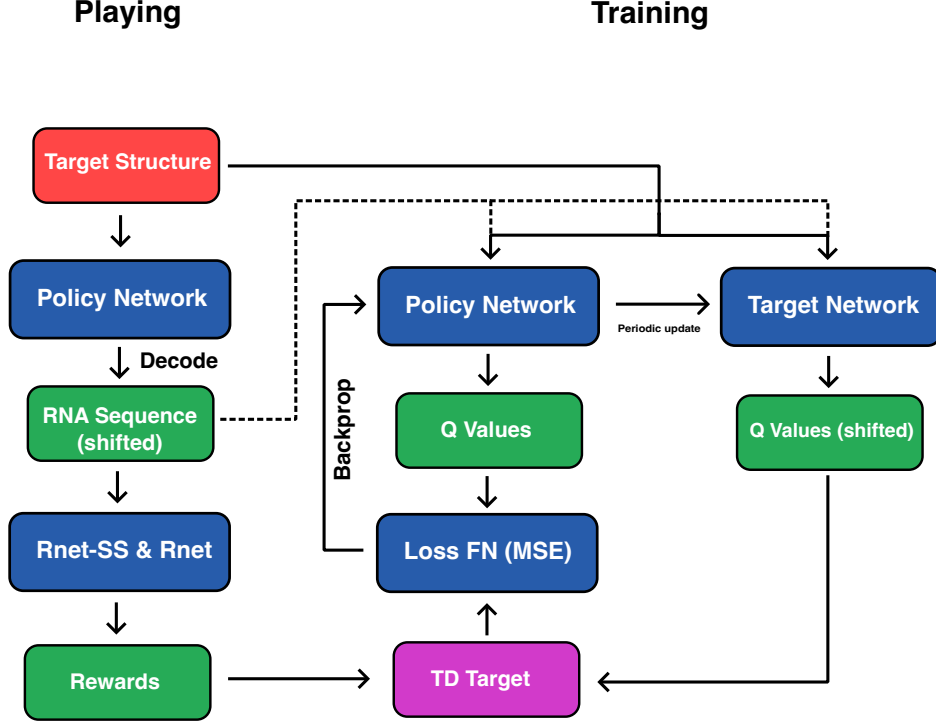 Playing
Training
Target Structure
Policy Network
Decode
RNA Sequence
(shifted)
Rnet-SS & Rnet
Rewards
Policy Network
Periodic update
Target Network
Backprop
Q Values
Q Values (shifted)
Loss FN (MSE)
TD Target